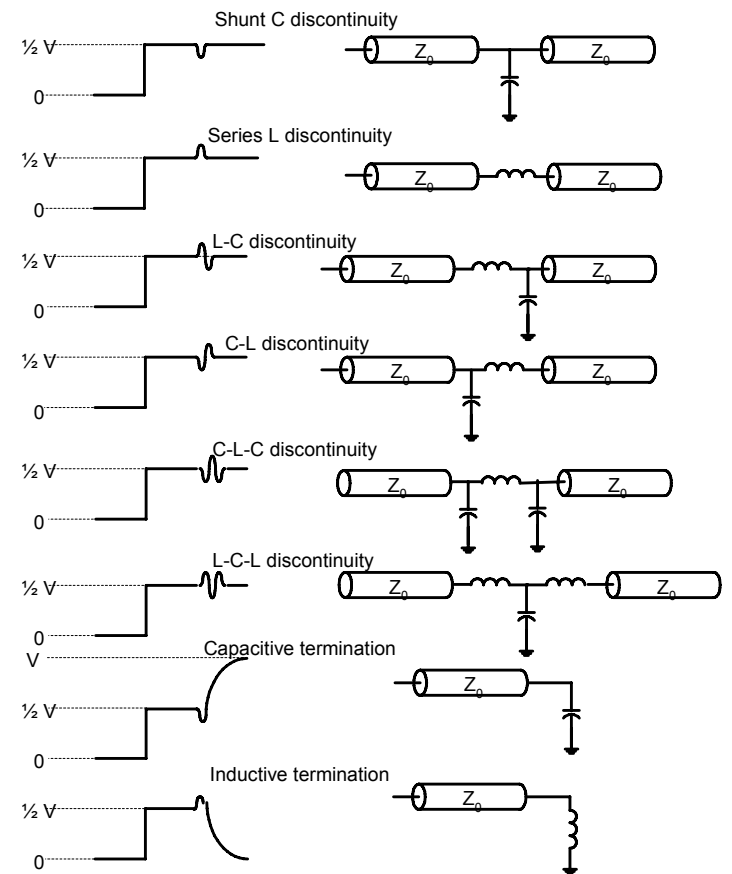 Shunt C discontinuity
½ V
Z₀ Z₀
0
Series L discontinuity
½ V
Z₀ Z₀
0
L-C discontinuity
½ V
Z₀ Z₀
0
C-L discontinuity
½ V
Z₀ Z₀
0
C-L-C discontinuity
½ V
Z₀ Z₀
0
L-C-L discontinuity
½ V
Z₀ Z₀
0
Capacitive termination
V
Z₀
½ V
0
Inductive termination
Z₀
½ V
0